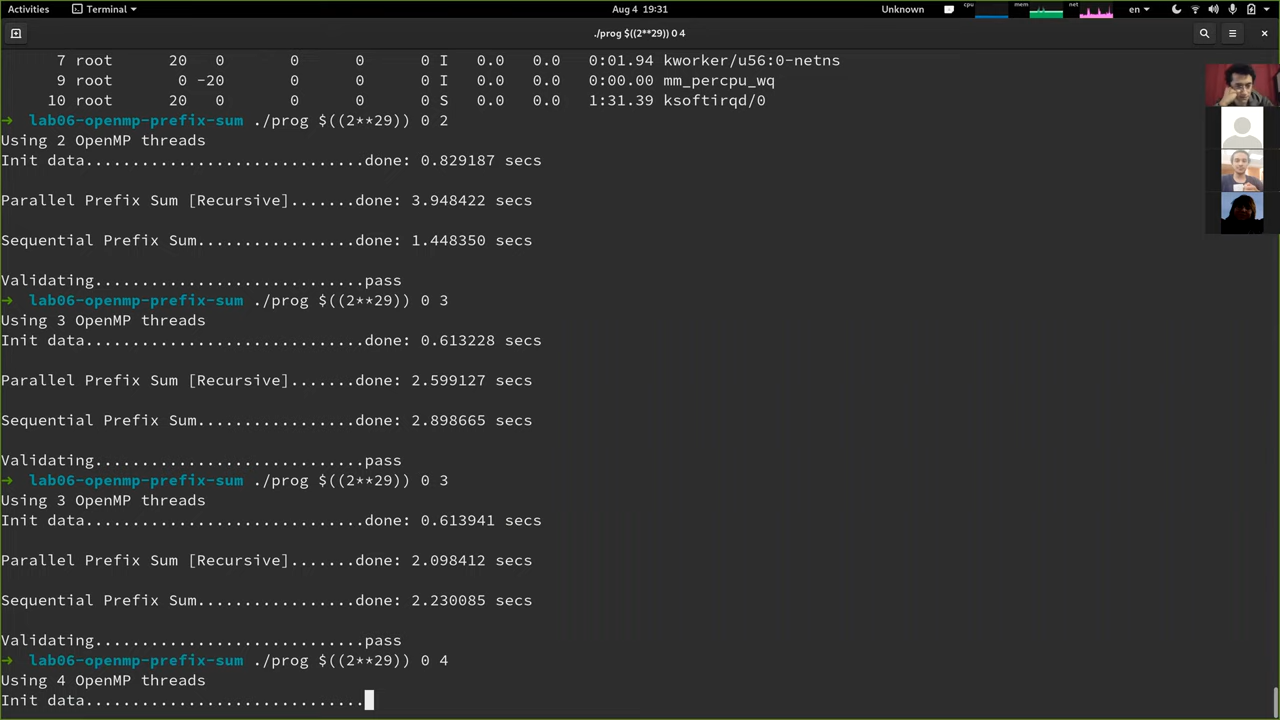 Activities Terminal Aug 4 19:31 Unknown cpu mem net en
./prog $((2**29)) 0 4
7 root 20 0 0 0 0 I 0.0 0.0 0:01.94 kworker/u56:0-netns
9 root 0 -20 0 0 0 I 0.0 0.0 0:00.00 mm_percpu_wq
10 root 20 0 0 0 0 S 0.0 0.0 1:31.39 ksoftirqd/0
→ lab06-openmp-prefix-sum ./prog $((2**29)) 0 2
Using 2 OpenMP threads
Init data..............................done: 0.829187 secs
Parallel Prefix Sum [Recursive].......done: 3.948422 secs
Sequential Prefix Sum.................done: 1.448350 secs
Validating.............................pass
→ lab06-openmp-prefix-sum ./prog $((2**29)) 0 3
Using 3 OpenMP threads
Init data..............................done: 0.613228 secs
Parallel Prefix Sum [Recursive].......done: 2.599127 secs
Sequential Prefix Sum.................done: 2.898665 secs
Validating.............................pass
→ lab06-openmp-prefix-sum ./prog $((2**29)) 0 3
Using 3 OpenMP threads
Init data..............................done: 0.613941 secs
Parallel Prefix Sum [Recursive].......done: 2.098412 secs
Sequential Prefix Sum.................done: 2.230085 secs
Validating.............................pass
→ lab06-openmp-prefix-sum ./prog $((2**29)) 0 4
Using 4 OpenMP threads
Init data..............................